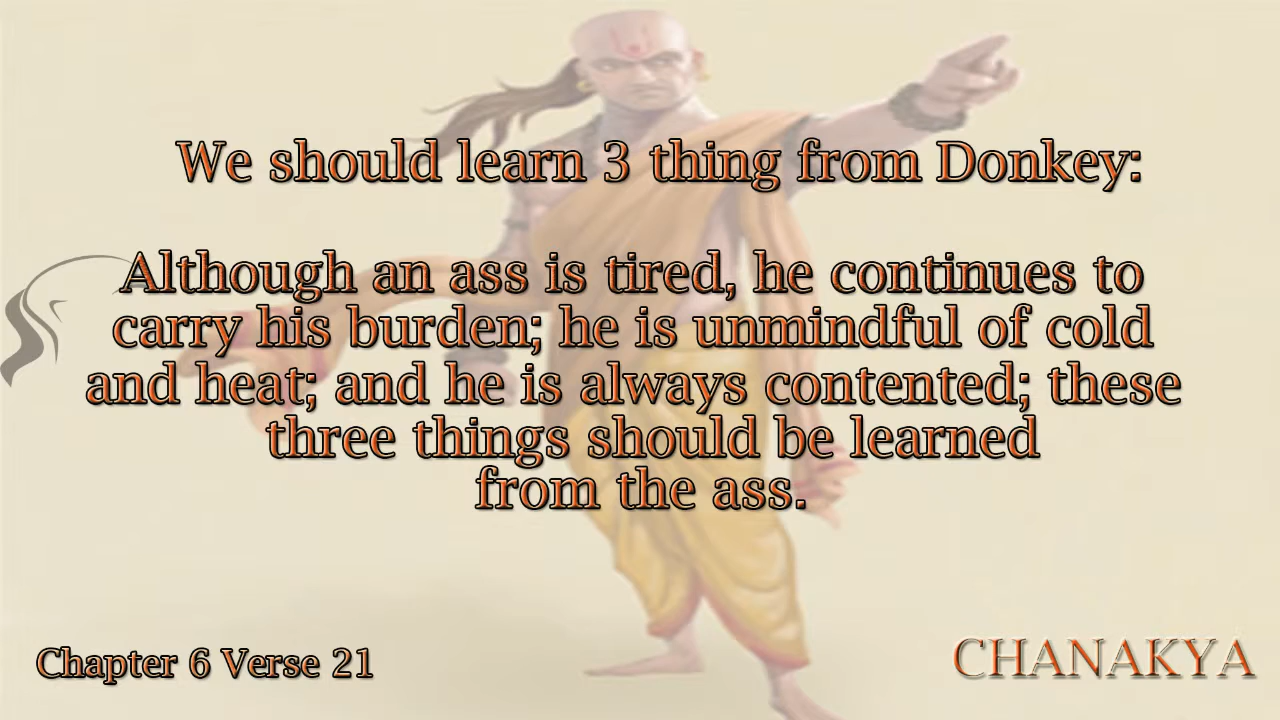 We should learn 3 thing from Donkey:
Although an ass is tired, he continues to
carry his burden; he is unmindful of cold
and heat; and he is always contented; these
three things should be learned
from the ass.
Chapter 6 Verse 21
CHANAKYA